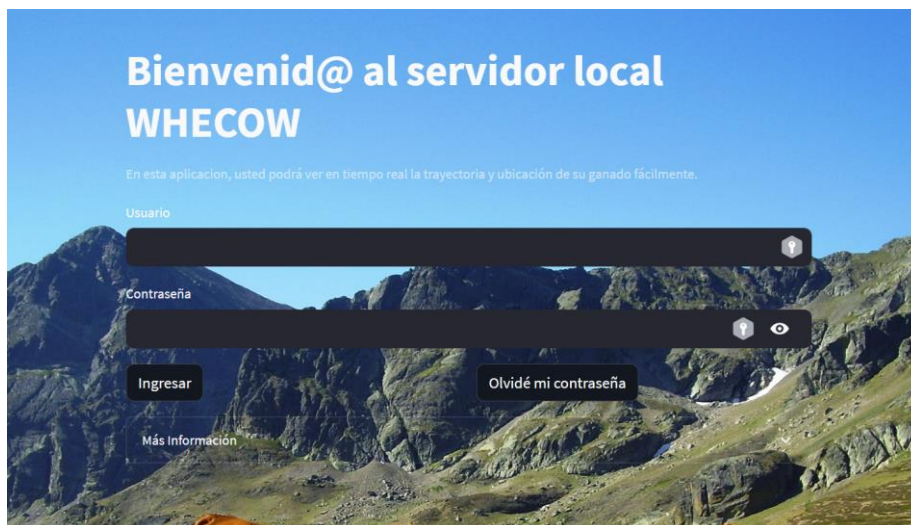 Bienvenid@ al servidor local
WHECOW
En esta aplicacion, usted podrá ver en tiempo real la trayectoria y ubicación de su ganado fácilmente.
Usuario
Contraseña
Ingresar
Olvidé mi contraseña
Más Información